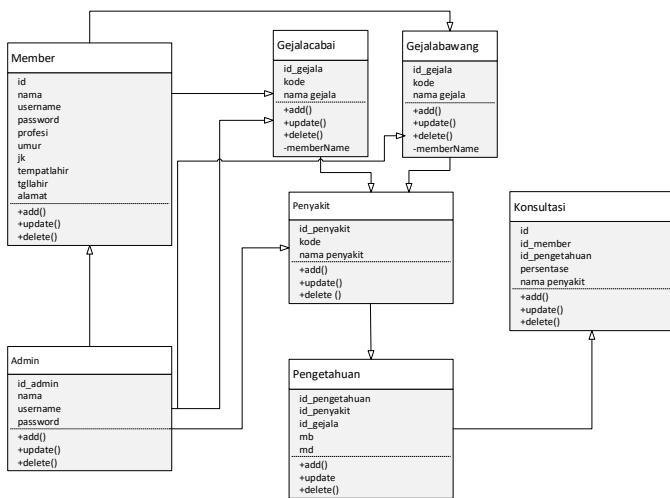 Member
id
nama
username
password
profesi
umur
jk
tempatlahir
tgllahir
alamat
+add()
+update()
+delete()
Gejalacabai
id_gejala
kode
nama gejala
+add()
+update()
+delete()
-memberName
Gejalabawang
id_gejala
kode
nama gejala
+add()
+update()
+delete()
-memberName
Penyakit
id_penyakit
kode
nama penyakit
+add()
+update()
+delete ()
Konsultasi
id
id_member
id_pengetahuan
persentase
nama penyakit
+add()
+update()
+delete()
Admin
id_admin
nama
username
password
+add()
+update()
+delete()
Pengetahuan
id_pengetahuan
id_penyakit
id_gejala
mb
md
+add()
+update
+delete()